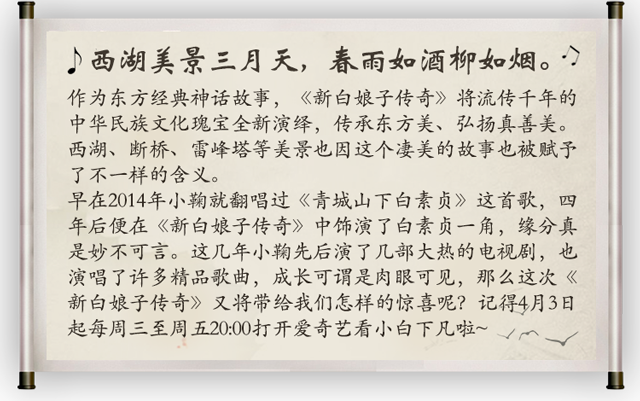 ♪西湖美景三月天，春雨如酒柳如烟。♫
作为东方经典神话故事，《新白娘子传奇》将流传千年的
中华民族文化瑰宝全新演绎，传承东方美、弘扬真善美。
西湖、断桥、雷峰塔等美景也因这个凄美的故事也被赋予
了不一样的含义。
早在2014年小鞠就翻唱过《青城山下白素贞》这首歌，四
年后便在《新白娘子传奇》中饰演了白素贞一角，缘分真
是妙不可言。这几年小鞠先后演了几部大热的电视剧，也
演唱了许多精品歌曲，成长可谓是肉眼可见，那么这次《
新白娘子传奇》又将带给我们怎样的惊喜呢？记得4月3日
起每周三至周五20:00打开爱奇艺看小白下凡啦~